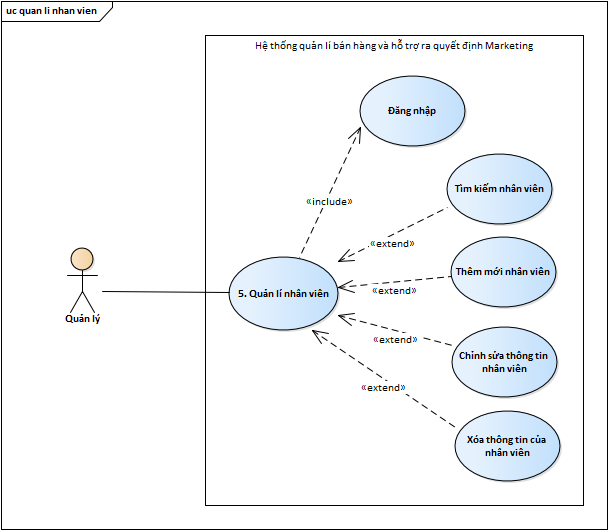 uc quan li nhan vien
Hệ thống quản lí bán hàng và hỗ trợ ra quyết định Marketing
Đăng nhập
«include»
Tìm kiếm nhân viên
«extend»
Thêm mới nhân viên
«extend»
5. Quản lí nhân viên
Quản lý
«extend»
Chỉnh sửa thông tin
nhân viên
«extend»
Xóa thông tin của
nhân viên